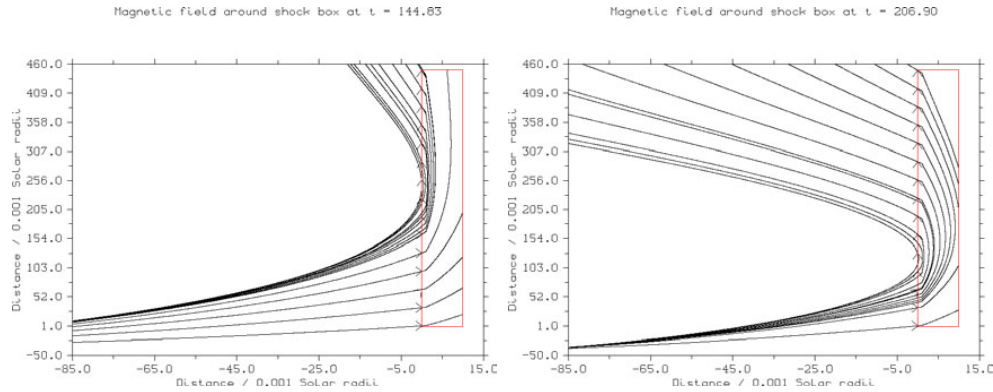 Magnetic field around shock box at t = 144.83
Magnetic field around shock box at t = 206.90
460.0
409.0
358.0
307.0
256.0
205.0
154.0
103.0
52.0
1.0
-50.0
Distance / 0.001 Solar radii
-85.0 -65.0 -45.0 -25.0 -5.0 15.0
Distance / 0.001 Solar radii
460.0
409.0
358.0
307.0
256.0
205.0
154.0
103.0
52.0
1.0
-50.0
Distance / 0.001 Solar radii
-85.0 -65.0 -45.0 -25.0 -5.0 15.0
Distance / 0.001 Solar radii